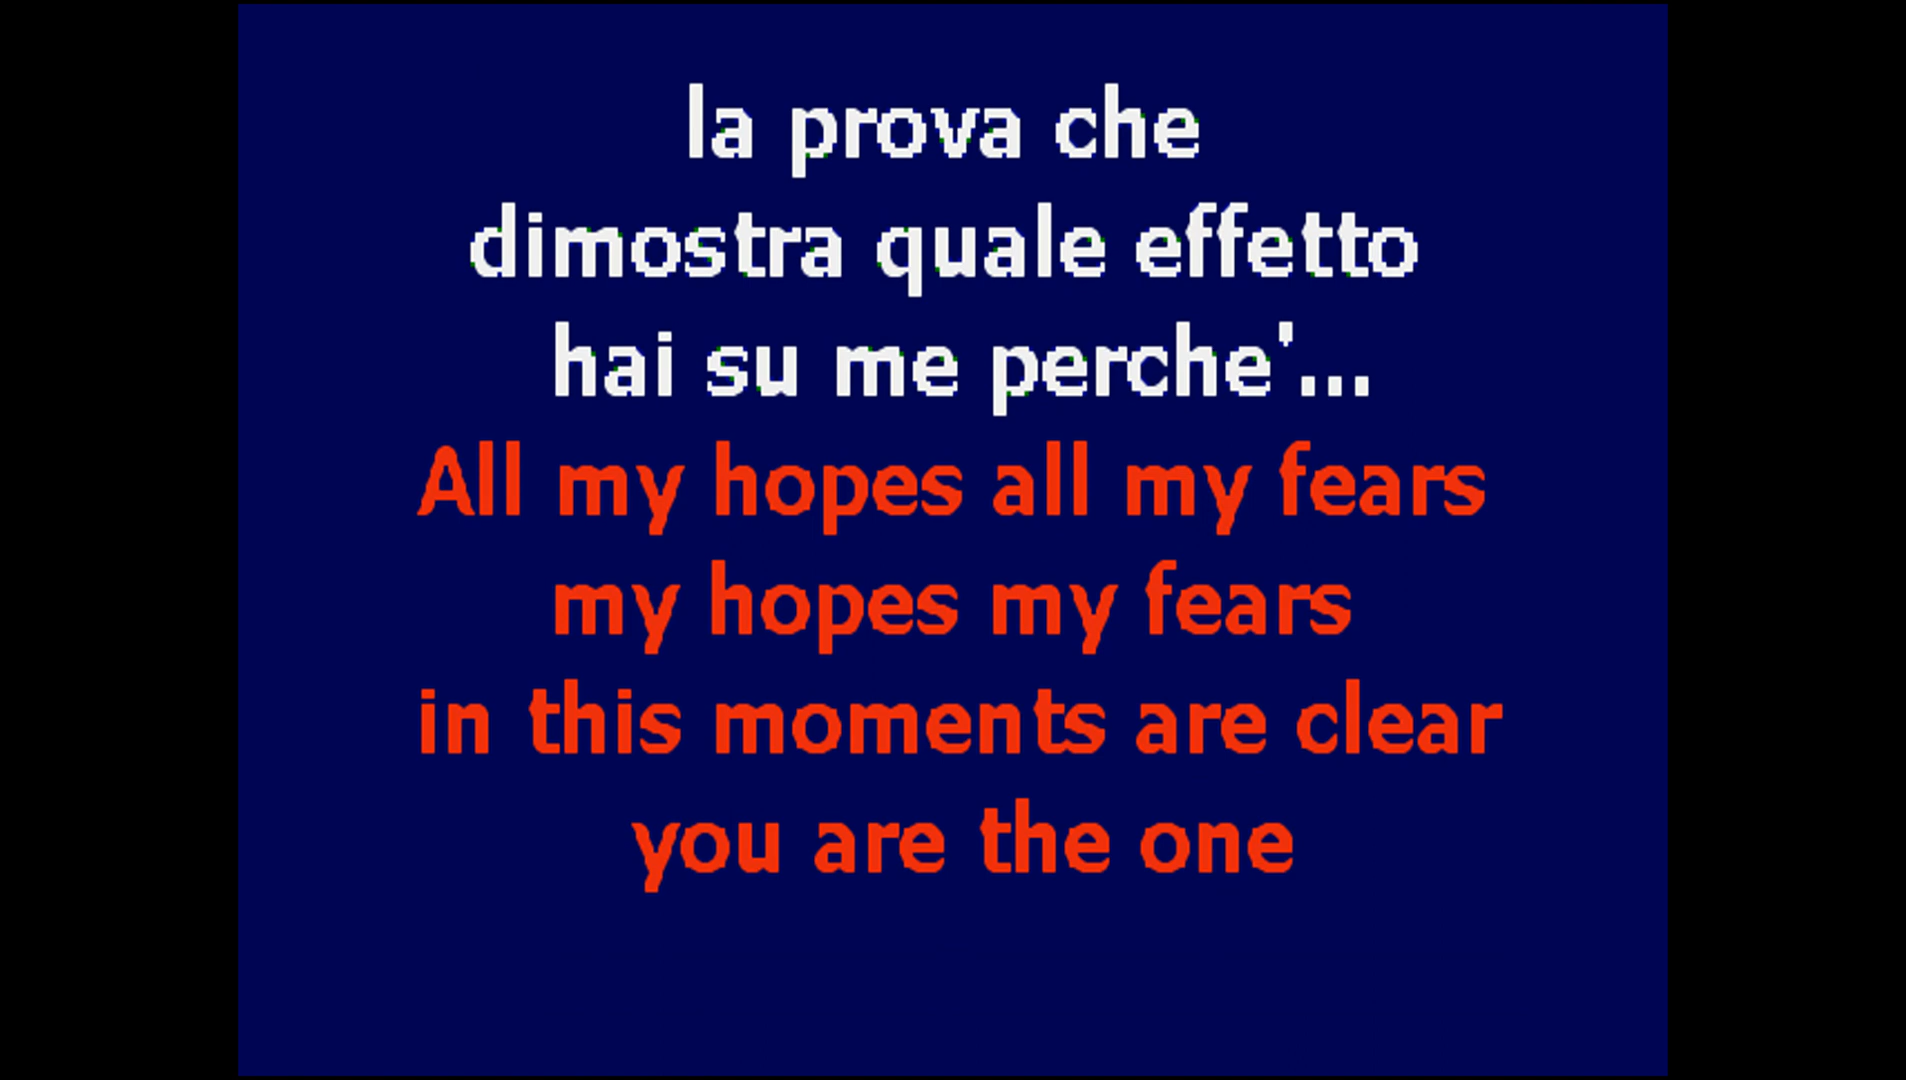 la prova che
dimostra quale effetto
hai su me perche'...
All my hopes all my fears
my hopes my fears
in this moments are clear
you are the one